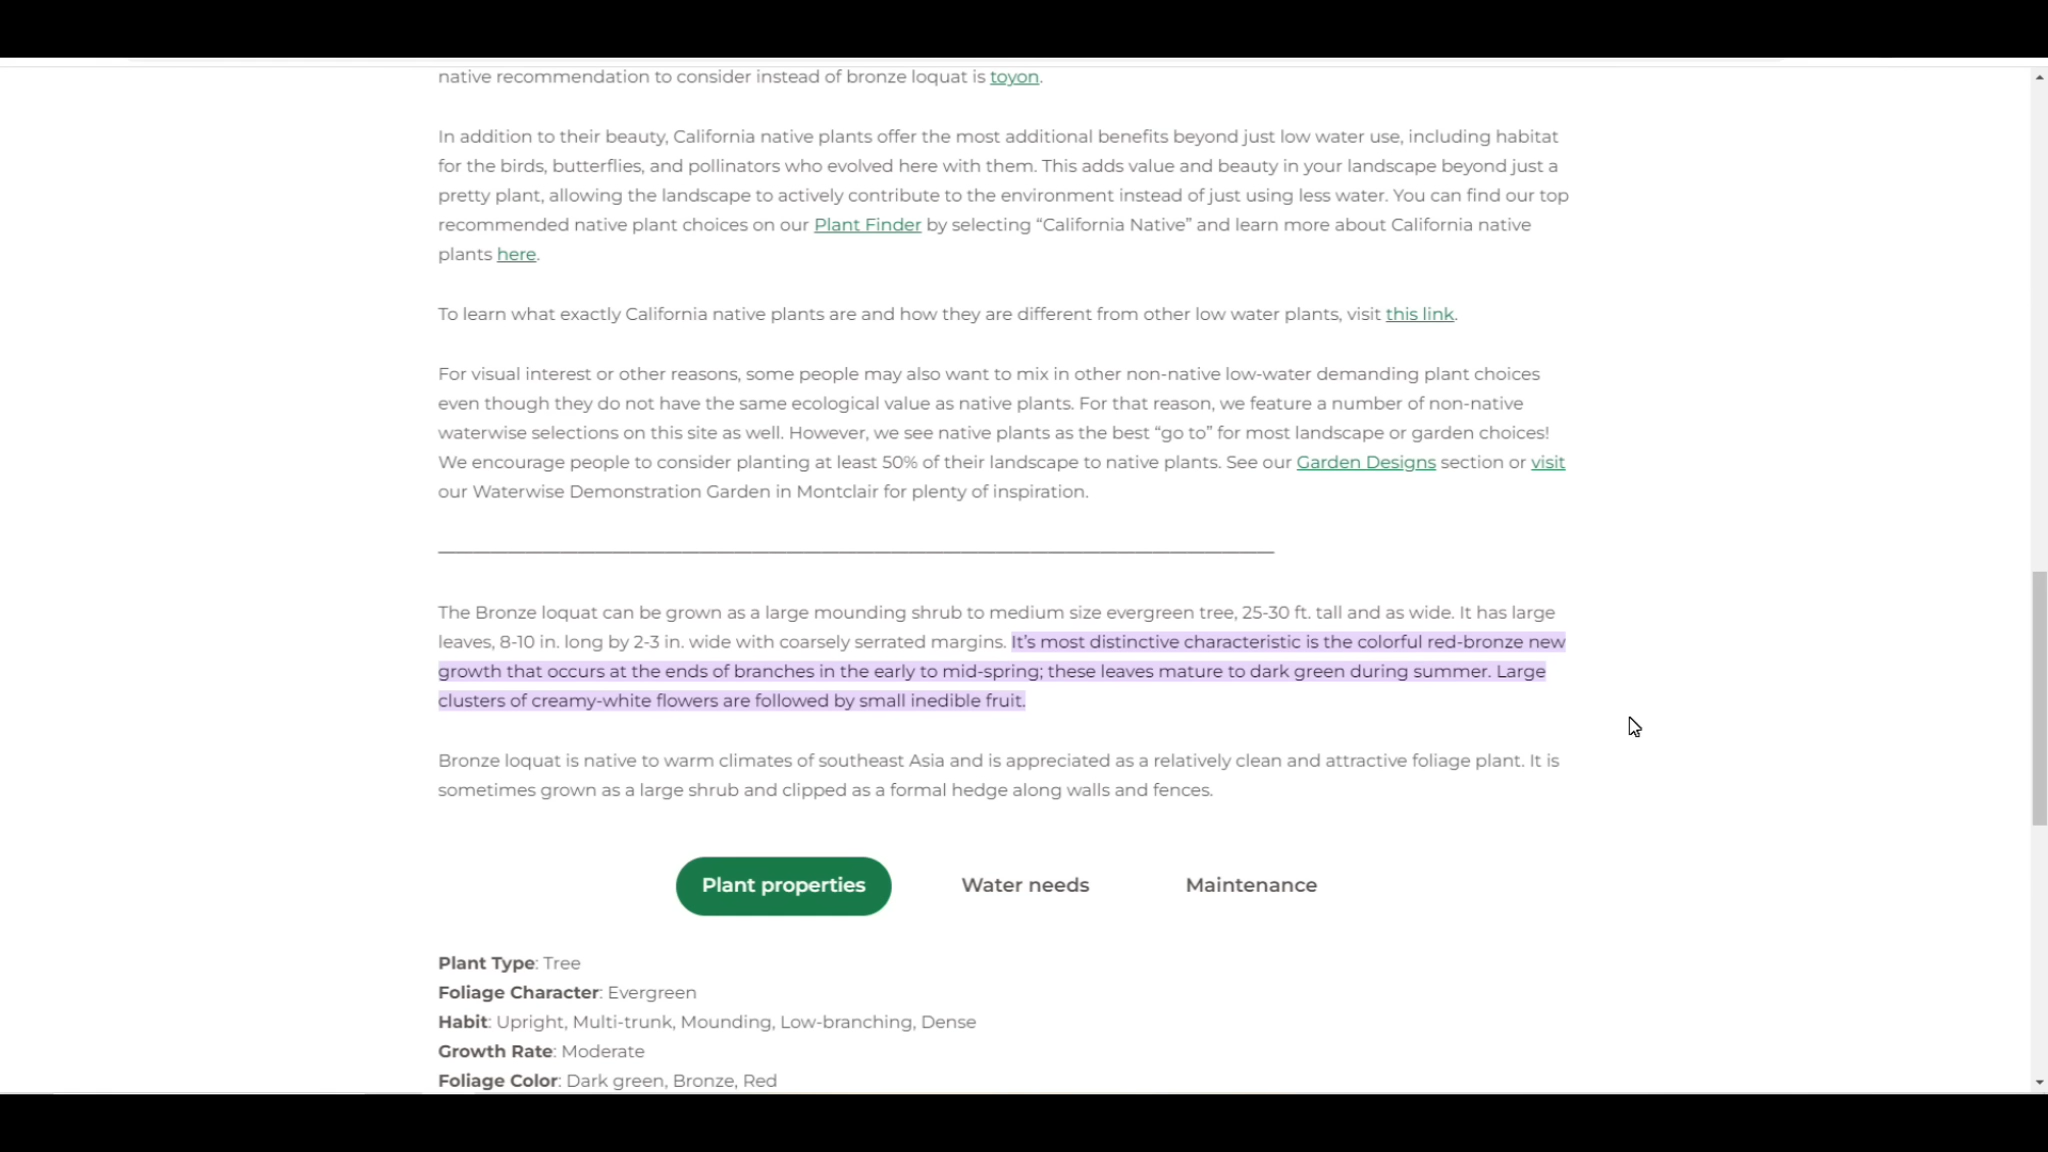 native recommendation to consider instead of bronze loquat is toyon.
In addition to their beauty, California native plants offer the most additional benefits beyond just low water use, including habitat
for the birds, butterflies, and pollinators who evolved here with them. This adds value and beauty in your landscape beyond just a
pretty plant, allowing the landscape to actively contribute to the environment instead of just using less water. You can find our top
recommended native plant choices on our Plant Finder by selecting “California Native” and learn more about California native
plants here.
To learn what exactly California native plants are and how they are different from other low water plants, visit this link.
For visual interest or other reasons, some people may also want to mix in other non-native low-water demanding plant choices
even though they do not have the same ecological value as native plants. For that reason, we feature a number of non-native
waterwise selections on this site as well. However, we see native plants as the best “go to” for most landscape or garden choices!
We encourage people to consider planting at least 50% of their landscape to native plants. See our Garden Designs section or visit
our Waterwise Demonstration Garden in Montclair for plenty of inspiration.
The Bronze loquat can be grown as a large mounding shrub to medium size evergreen tree, 25-30 ft. tall and as wide. It has large
leaves, 8-10 in. long by 2-3 in. wide with coarsely serrated margins. It’s most distinctive characteristic is the colorful red-bronze new
growth that occurs at the ends of branches in the early to mid-spring; these leaves mature to dark green during summer. Large
clusters of creamy-white flowers are followed by small inedible fruit.
Bronze loquat is native to warm climates of southeast Asia and is appreciated as a relatively clean and attractive foliage plant. It is
sometimes grown as a large shrub and clipped as a formal hedge along walls and fences.
Plant properties Water needs Maintenance
Plant Type: Tree
Foliage Character: Evergreen
Habit: Upright, Multi-trunk, Mounding, Low-branching, Dense
Growth Rate: Moderate
Foliage Color: Dark green, Bronze, Red